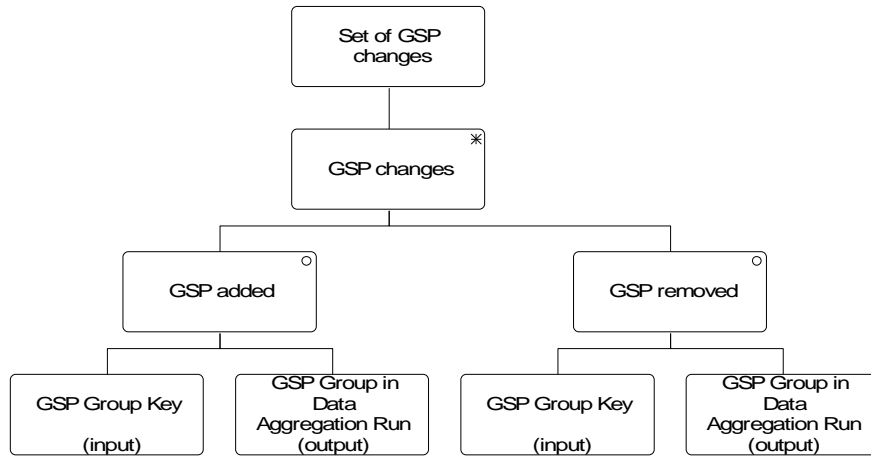 Set of GSP
changes
*
GSP changes
GSP added
GSP removed
GSP Group Key
(input)
GSP Group in
Data
Aggregation Run
(output)
GSP Group Key
(input)
GSP Group in
Data
Aggregation Run
(output)